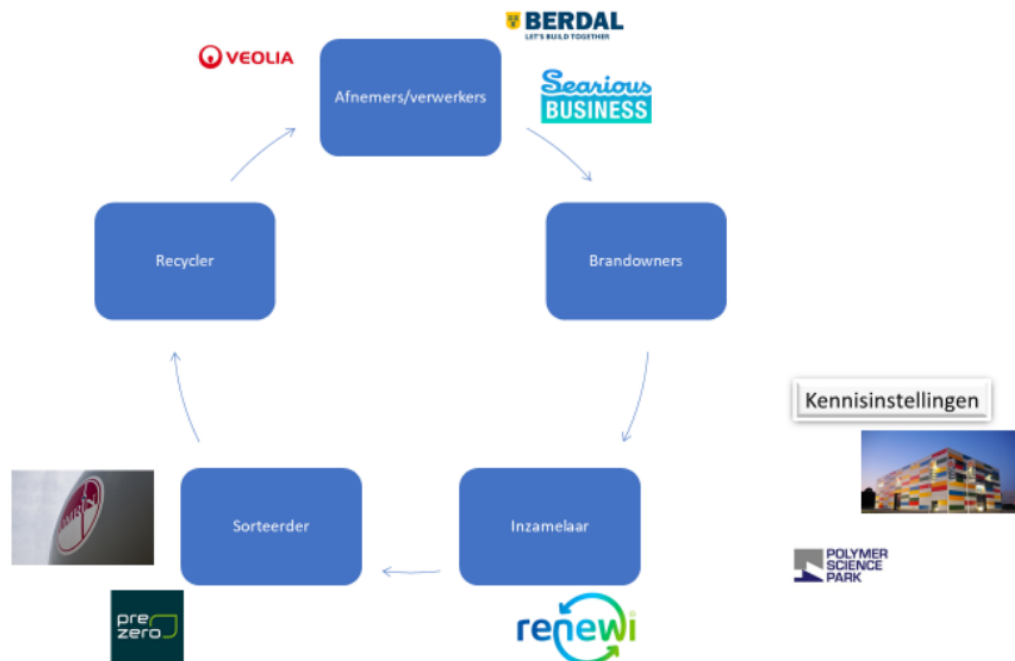 BERDAL
LET'S BUILD TOGETHER
VEOLIA
Afnemers/verwerkers
Searious
BUSINESS
Recycler
Brandowners
Kennisinstellingen
Sorteerder
Inzamelaar
POLYMER
SCIENCE
PARK
pre
zero
renewi